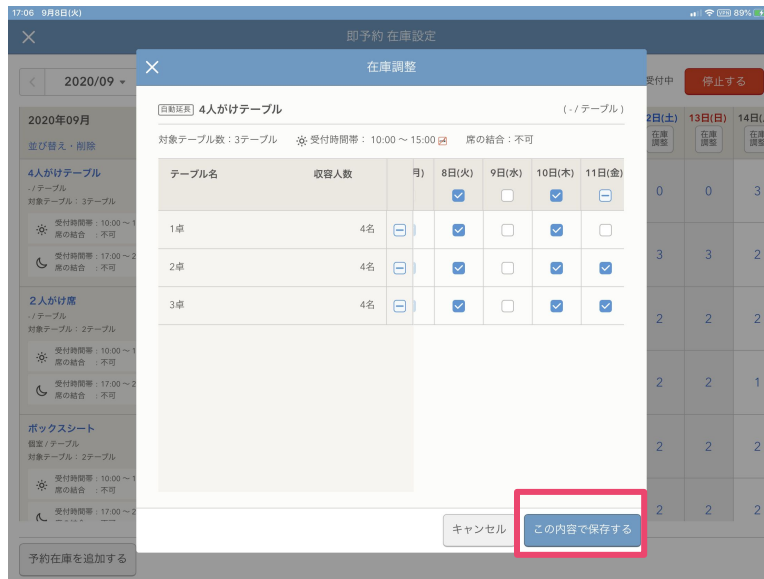 17:06 9月8日(火)
VPN 89%
即予約 在庫設定
2020/09
受付中
停止する
2020年09月
並び替え・削除
2日(土) 13日(日) 14日(
在庫調整 在庫調整
4人がけテーブル
-/テーブル
対象テーブル:3テーブル
0 0 3
受付時間帯:10:00〜1
席の結合 :不可
受付時間帯:17:00〜2
席の結合 :不可
3 3 2
2人がけ席
-/テーブル
対象テーブル:2テーブル
2 2 2
受付時間帯:10:00〜1
席の結合 :不可
受付時間帯:17:00〜2
席の結合 :不可
2 2 1
ボックスシート
個室/テーブル
対象テーブル:2テーブル
2 2 2
受付時間帯:10:00〜1
席の結合 :不可
受付時間帯:17:00〜2
2 2 2
予約在庫を追加する
在庫調整
自動延長 4人がけテーブル
( - / テーブル )
対象テーブル数:3テーブル 受付時間帯: 10:00 〜 15:00 席の結合:不可
テーブル名 収容人数 月) 8日(火) 9日(水) 10日(木) 11日(金)
1卓 4名
2卓 4名
3卓 4名
キャンセル
この内容で保存する